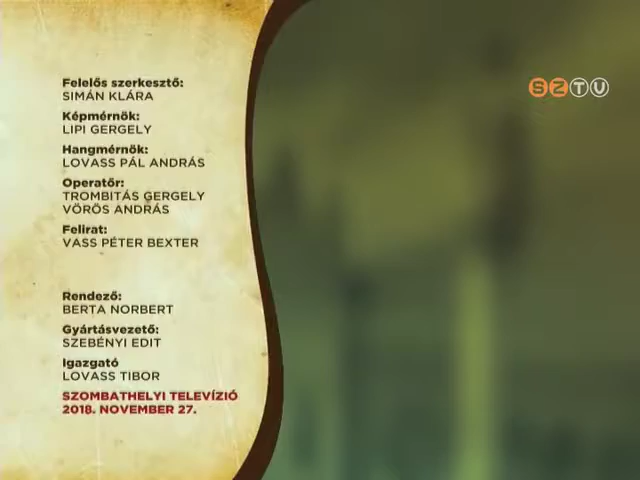 Felelős szerkesztő:
SIMÁN KLÁRA
Képmérnök:
LIPI GERGELY
Hangmérnök:
LOVASS PÁL ANDRÁS
Operatőr:
TROMBITÁS GERGELY
VÖRÖS ANDRÁS
Felirat:
VASS PÉTER BEXTER
Rendező:
BERTA NORBERT
Gyártásvezető:
SZEBÉNYI EDIT
Igazgató
LOVASS TIBOR
SZOMBATHELYI TELEVÍZIÓ
2018. NOVEMBER 27.
SZTV